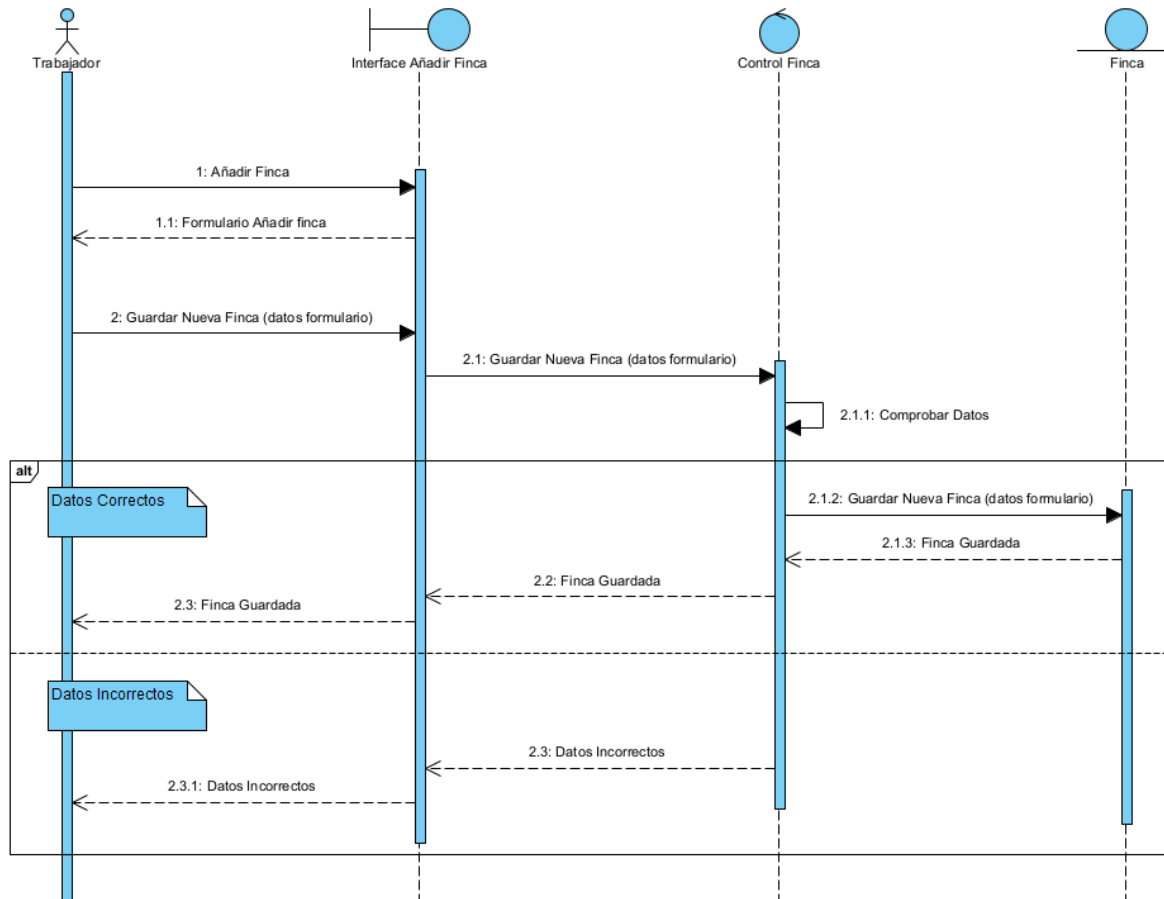 Trabajador
Interface Añadir Finca
Control Finca
Finca
1: Añadir Finca
1.1: Formulario Añadir finca
2: Guardar Nueva Finca (datos formulario)
2.1: Guardar Nueva Finca (datos formulario)
2.1.1: Comprobar Datos
alt
Datos Correctos
2.1.2: Guardar Nueva Finca (datos formulario)
2.1.3: Finca Guardada
2.2: Finca Guardada
2.3: Finca Guardada
Datos Incorrectos
2.3: Datos Incorrectos
2.3.1: Datos Incorrectos